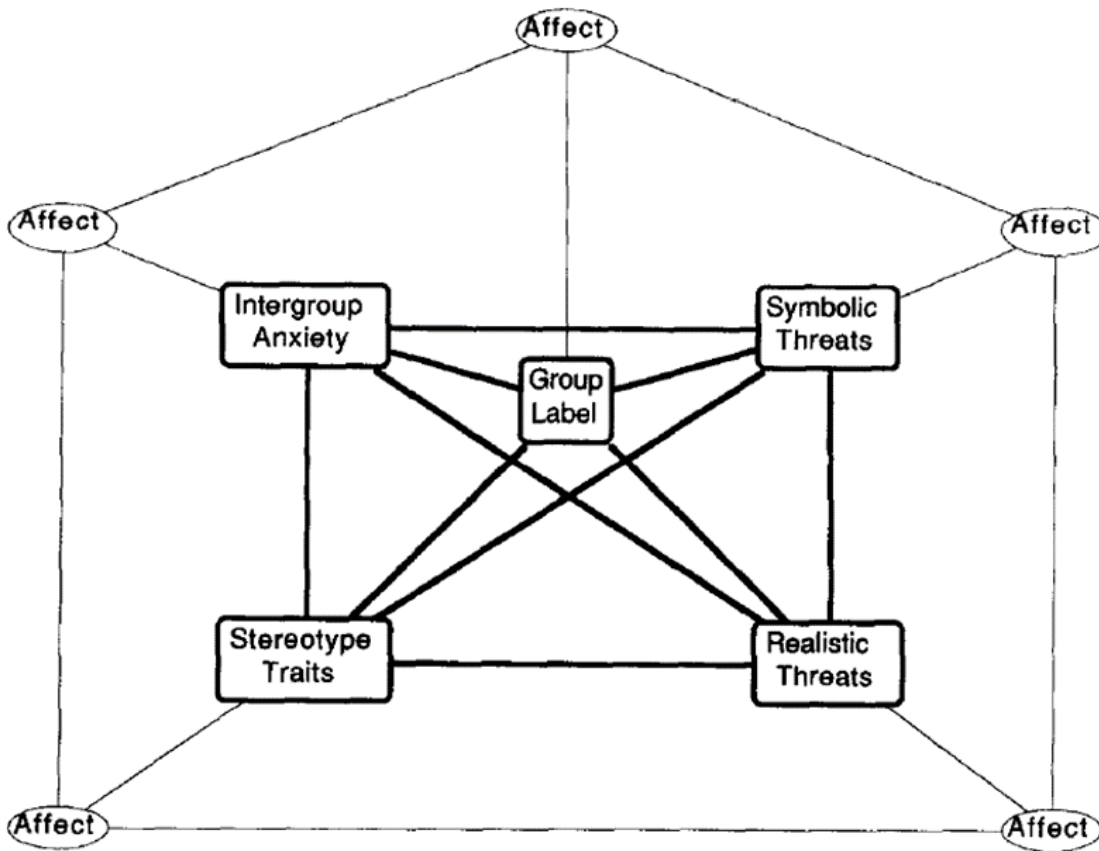 Affect
Affect
Affect
Intergroup
Anxiety
Symbolic
Threats
Group
Label
Stereotype
Traits
Realistic
Threats
Affect
Affect